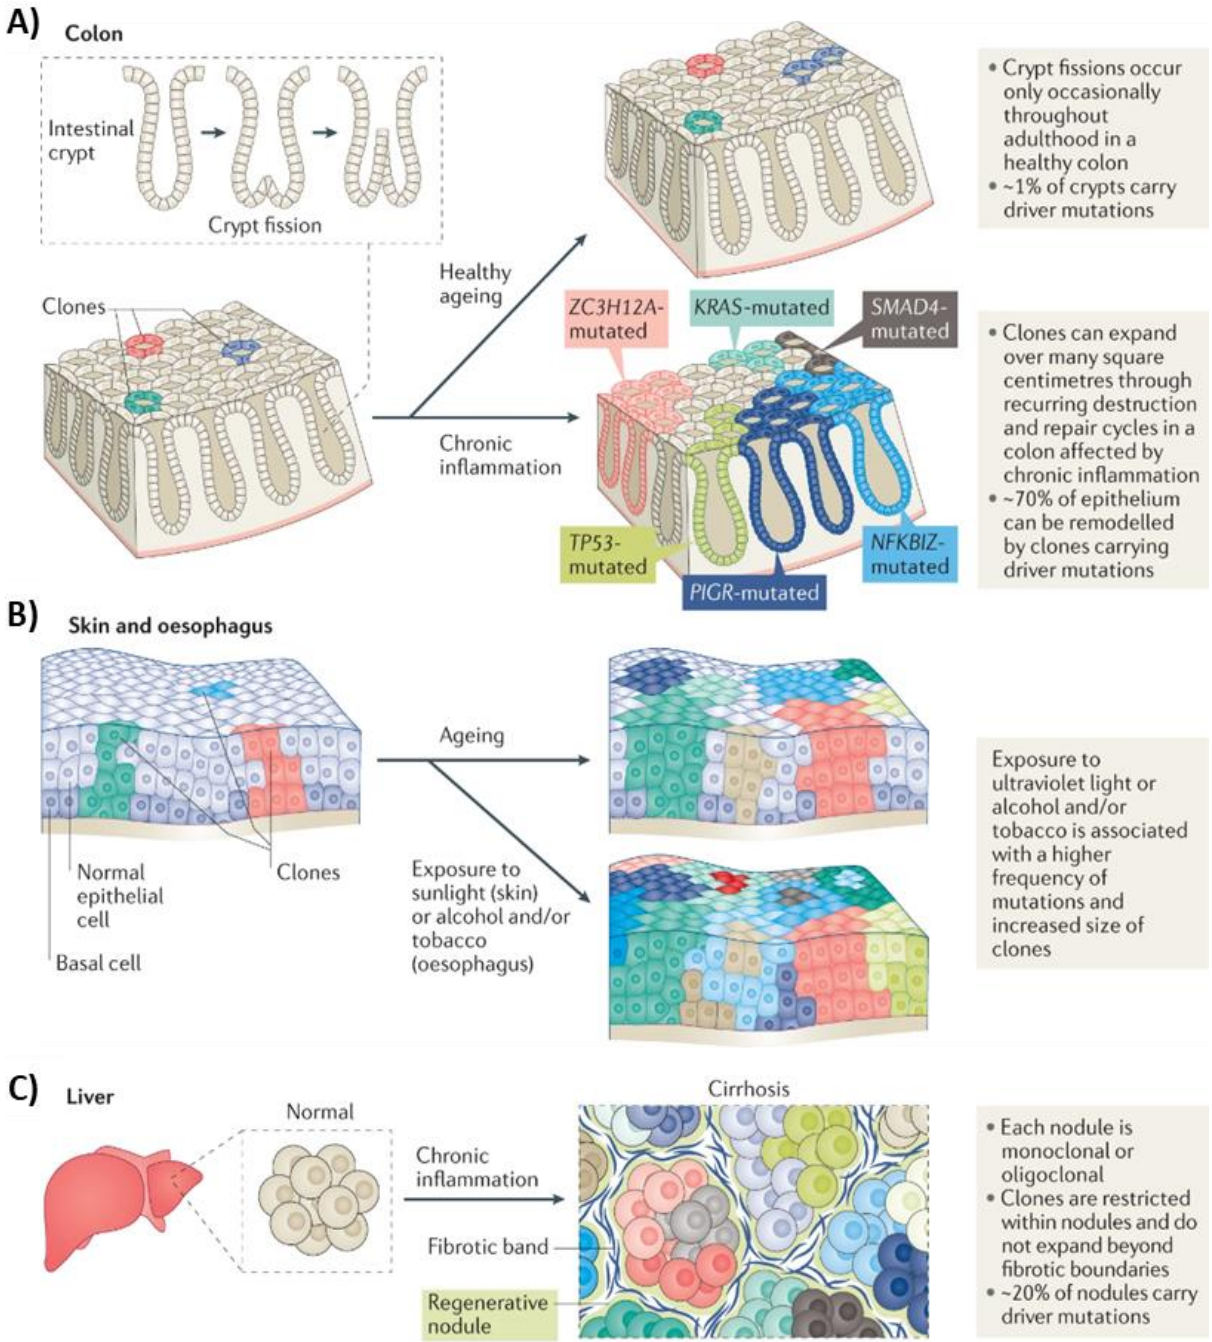 A)
Colon
Intestinal
crypt
Crypt fission
Clones
Healthy
ageing
Chronic
inflammation
• Crypt fissions occur
only occasionally
throughout
adulthood in a
healthy colon
• ~1% of crypts carry
driver mutations
ZC3H12A-
mutated
KRAS-mutated
SMAD4-
mutated
TP53-
mutated
PIGR-mutated
NFKBIZ-
mutated
• Clones can expand
over many square
centimetres through
recurring destruction
and repair cycles in a
colon affected by
chronic inflammation
• ~70% of epithelium
can be remodelled
by clones carrying
driver mutations
B)
Skin and oesophagus
Normal
epithelial
cell
Basal cell
Clones
Ageing
Exposure to
sunlight (skin)
or alcohol and/or
tobacco
(oesophagus)
Exposure to
ultraviolet light or
alcohol and/or
tobacco is associated
with a higher
frequency of
mutations and
increased size of
clones
C)
Liver
Normal
Chronic
inflammation
Cirrhosis
Fibrotic band
Regenerative
nodule
• Each nodule is
monoclonal or
oligoclonal
• Clones are restricted
within nodules and do
not expand beyond
fibrotic boundaries
• ~20% of nodules carry
driver mutations